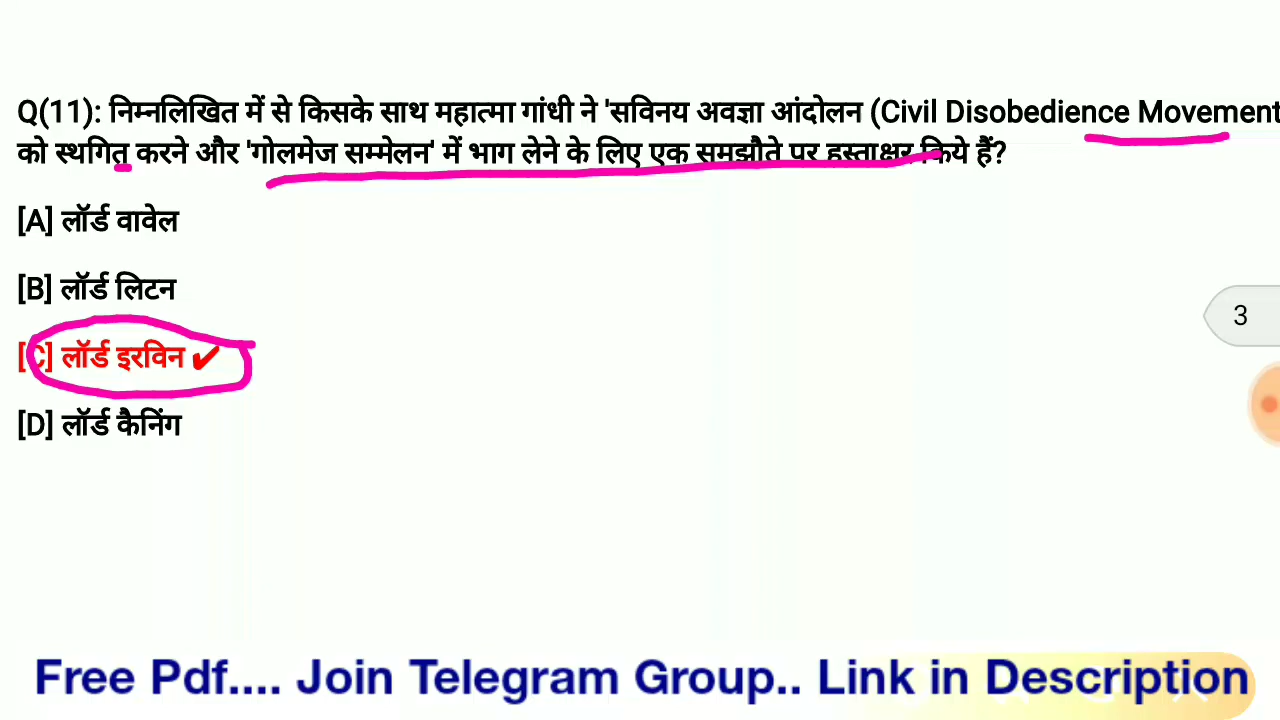 Q(11): निम्नलिखित में से किसके साथ महात्मा गांधी ने 'सविनय अवज्ञा आंदोलन (Civil Disobedience Movement
को स्थगित करने और 'गोलमेज सम्मेलन' में भाग लेने के लिए एक समझौते पर हस्ताक्षर किये हैं?
[A] लॉर्ड वावेल
[B] लॉर्ड लिटन
3
[C] लॉर्ड इरविन ✔
[D] लॉर्ड कैनिंग
Free Pdf.... Join Telegram Group.. Link in Description